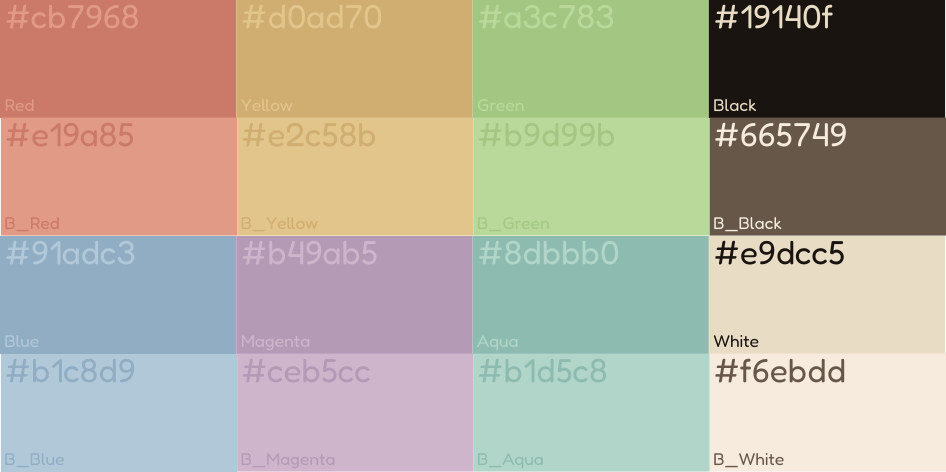 #cb7968
Red
#d0ad70
Yellow
#a3c783
Green
#19140f
Black
#e19a85
B_Red
#e2c58b
B_Yellow
#b9d99b
B_Green
#665749
B_Black
#91adc3
Blue
#b49ab5
Magenta
#8dbbb0
Aqua
#e9dcc5
White
#b1c8d9
B_Blue
#ceb5cc
B_Magenta
#b1d5c8
B_Aqua
#f6ebdd
B_White